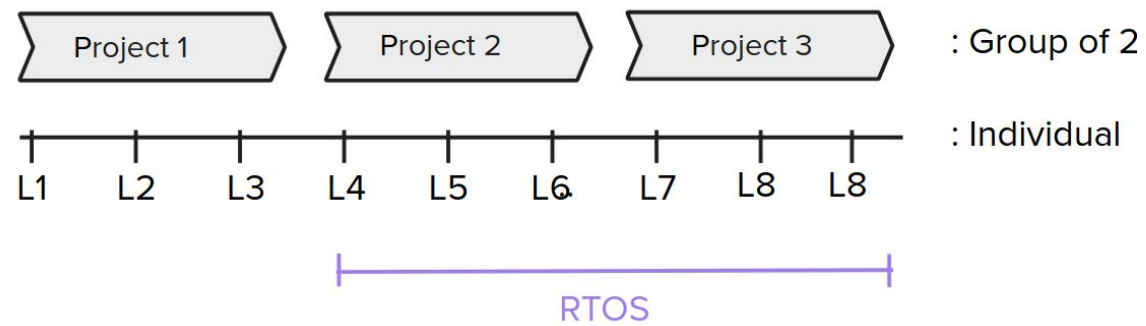 Project 1 Project 2 Project 3 : Group of 2
: Individual
L1 L2 L3 L4 L5 L6 L7 L8 L8
RTOS